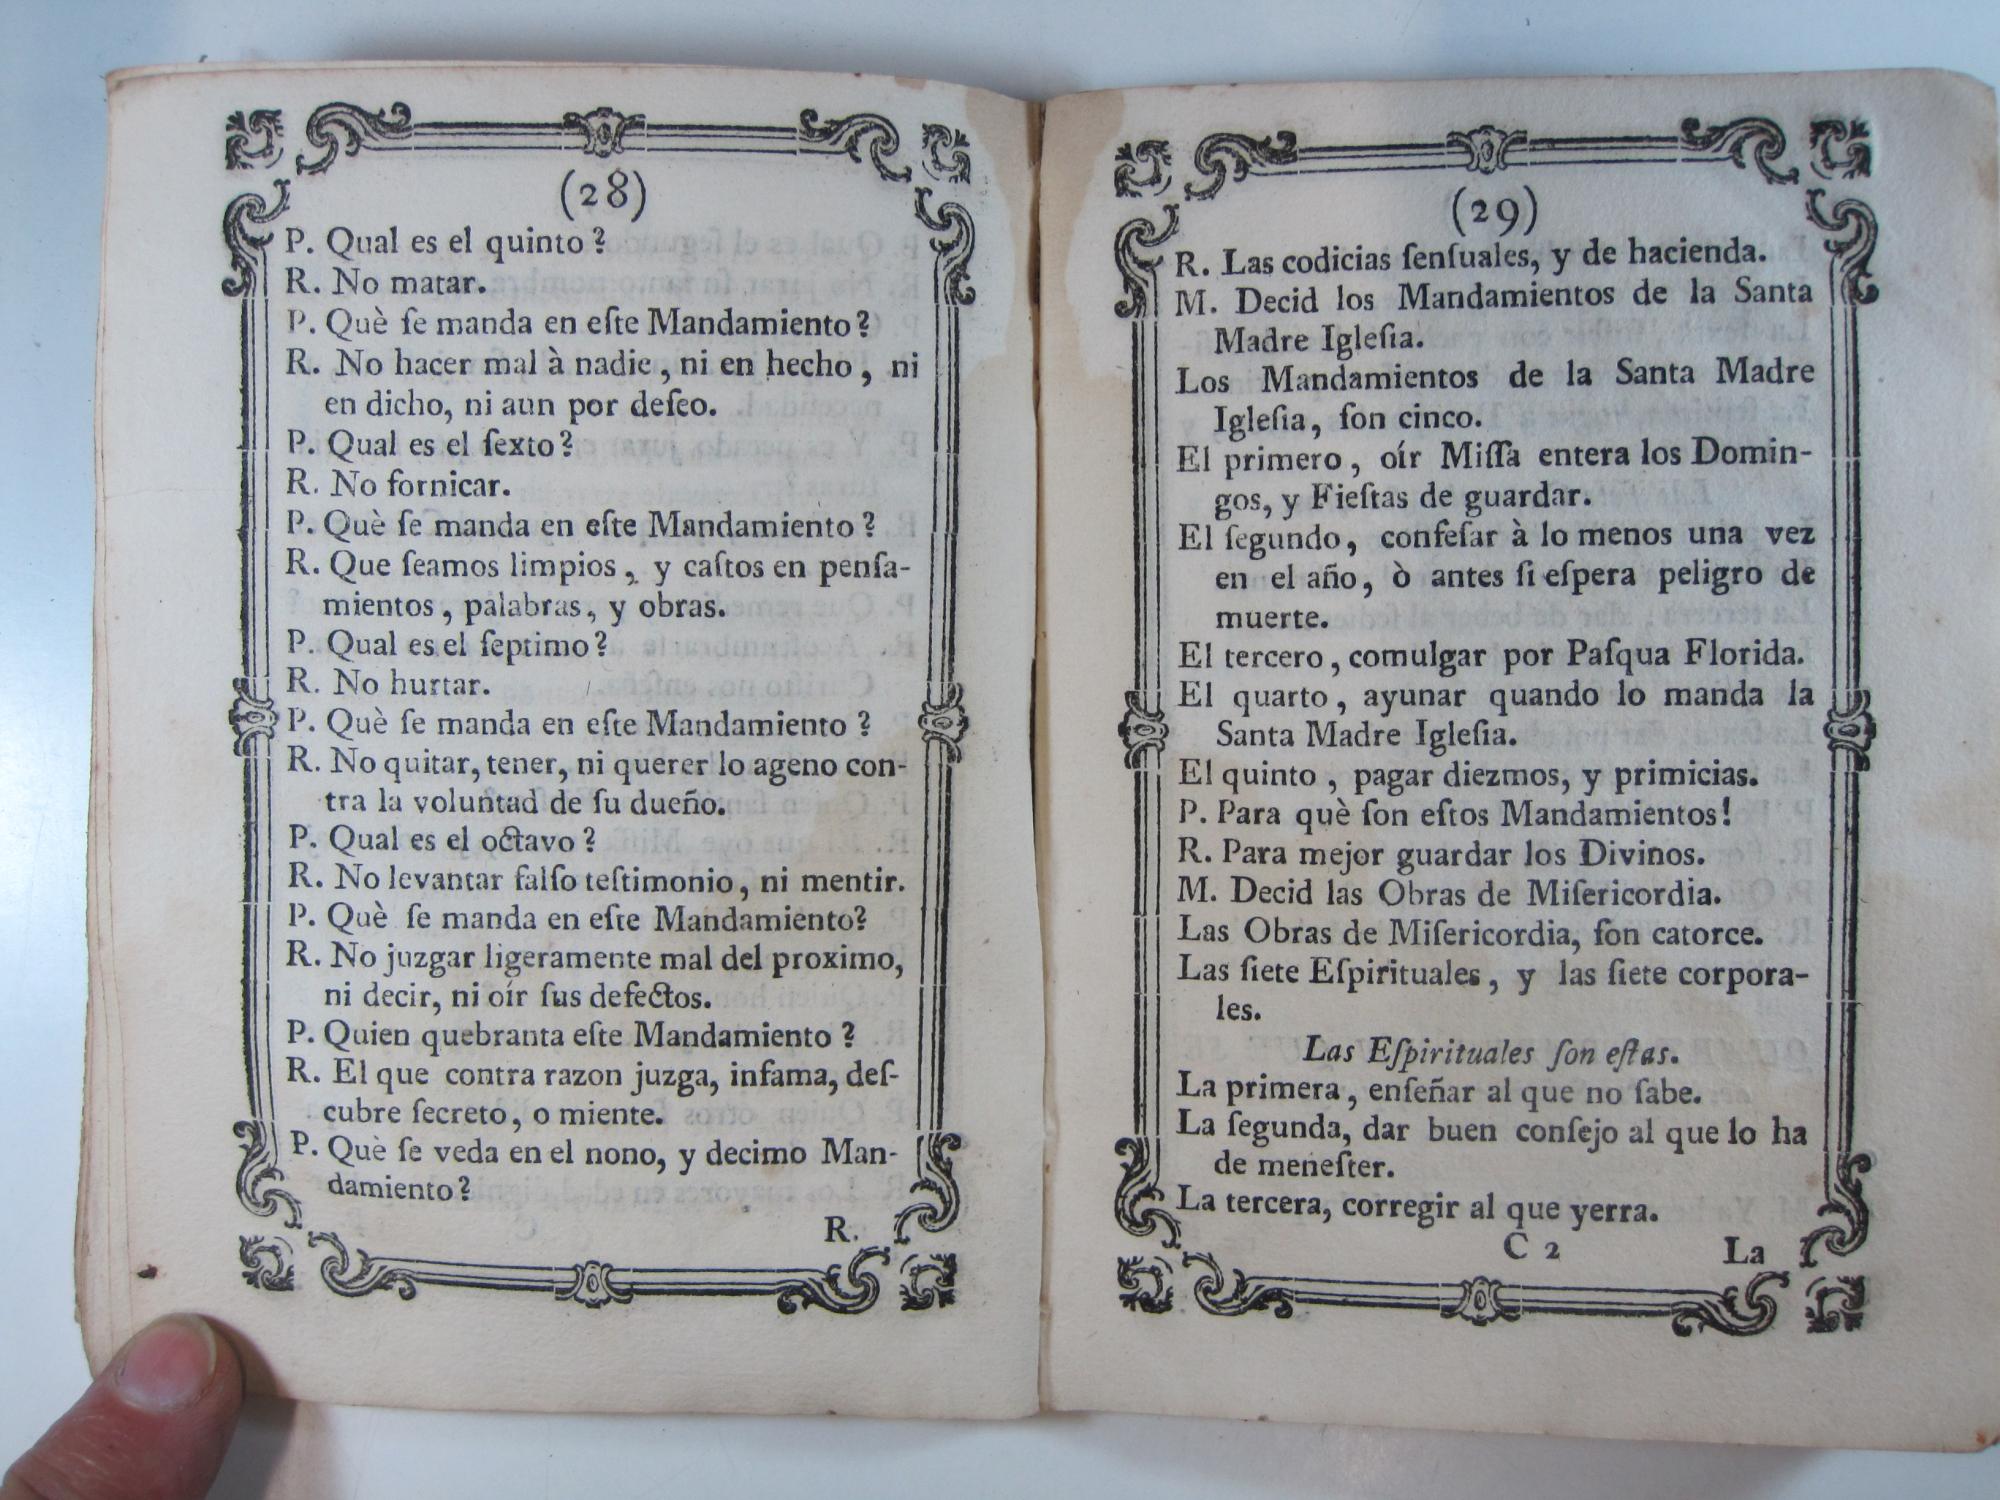 (28)
P. Qual es el quinto?
R. No matar.
P. Què ſe manda en eſte Mandamiento?
R. No hacer mal à nadie, ni en hecho, ni
en dicho, ni aun por deſeo.
P. Qual es el ſexto?
R. No fornicar.
P. Què ſe manda en eſte Mandamiento?
R. Que ſeamos limpios, y caſtos en penſa-
mientos, palabras, y obras.
P. Qual es el ſeptimo?
R. No hurtar.
P. Què ſe manda en eſte Mandamiento?
R. No quitar, tener, ni querer lo ageno con-
tra la voluntad de ſu dueño.
P. Qual es el octavo?
R. No levantar falſo teſtimonio, ni mentir.
P. Què ſe manda en eſte Mandamiento?
R. No juzgar ligeramente mal del proximo,
ni decir, ni oír ſus defectos.
P. Quien quebranta eſte Mandamiento?
R. El que contra razon juzga, infama, deſ-
cubre ſecreto, o miente.
P. Què ſe veda en el nono, y decimo Man-
damiento?
R.
(29)
R. Las codicias ſenſuales, y de hacienda.
M. Decid los Mandamientos de la Santa
Madre Igleſia.
Los Mandamientos de la Santa Madre
Igleſia, ſon cinco.
El primero, oír Miſſa entera los Domin-
gos, y Fieſtas de guardar.
El ſegundo, confeſar à lo menos una vez
en el año, ò antes ſi eſpera peligro de
muerte.
El tercero, comulgar por Paſqua Florida.
El quarto, ayunar quando lo manda la
Santa Madre Igleſia.
El quinto, pagar diezmos, y primicias.
P. Para què ſon eſtos Mandamientos!
R. Para mejor guardar los Divinos.
M. Decid las Obras de Miſericordia.
Las Obras de Miſericordia, ſon catorce.
Las ſiete Eſpirituales, y las ſiete corpora-
les.
Las Eſpirituales ſon eſtas.
La primera, enſeñar al que no ſabe.
La ſegunda, dar buen conſejo al que lo ha
de meneſter.
La tercera, corregir al que yerra.
C 2 La